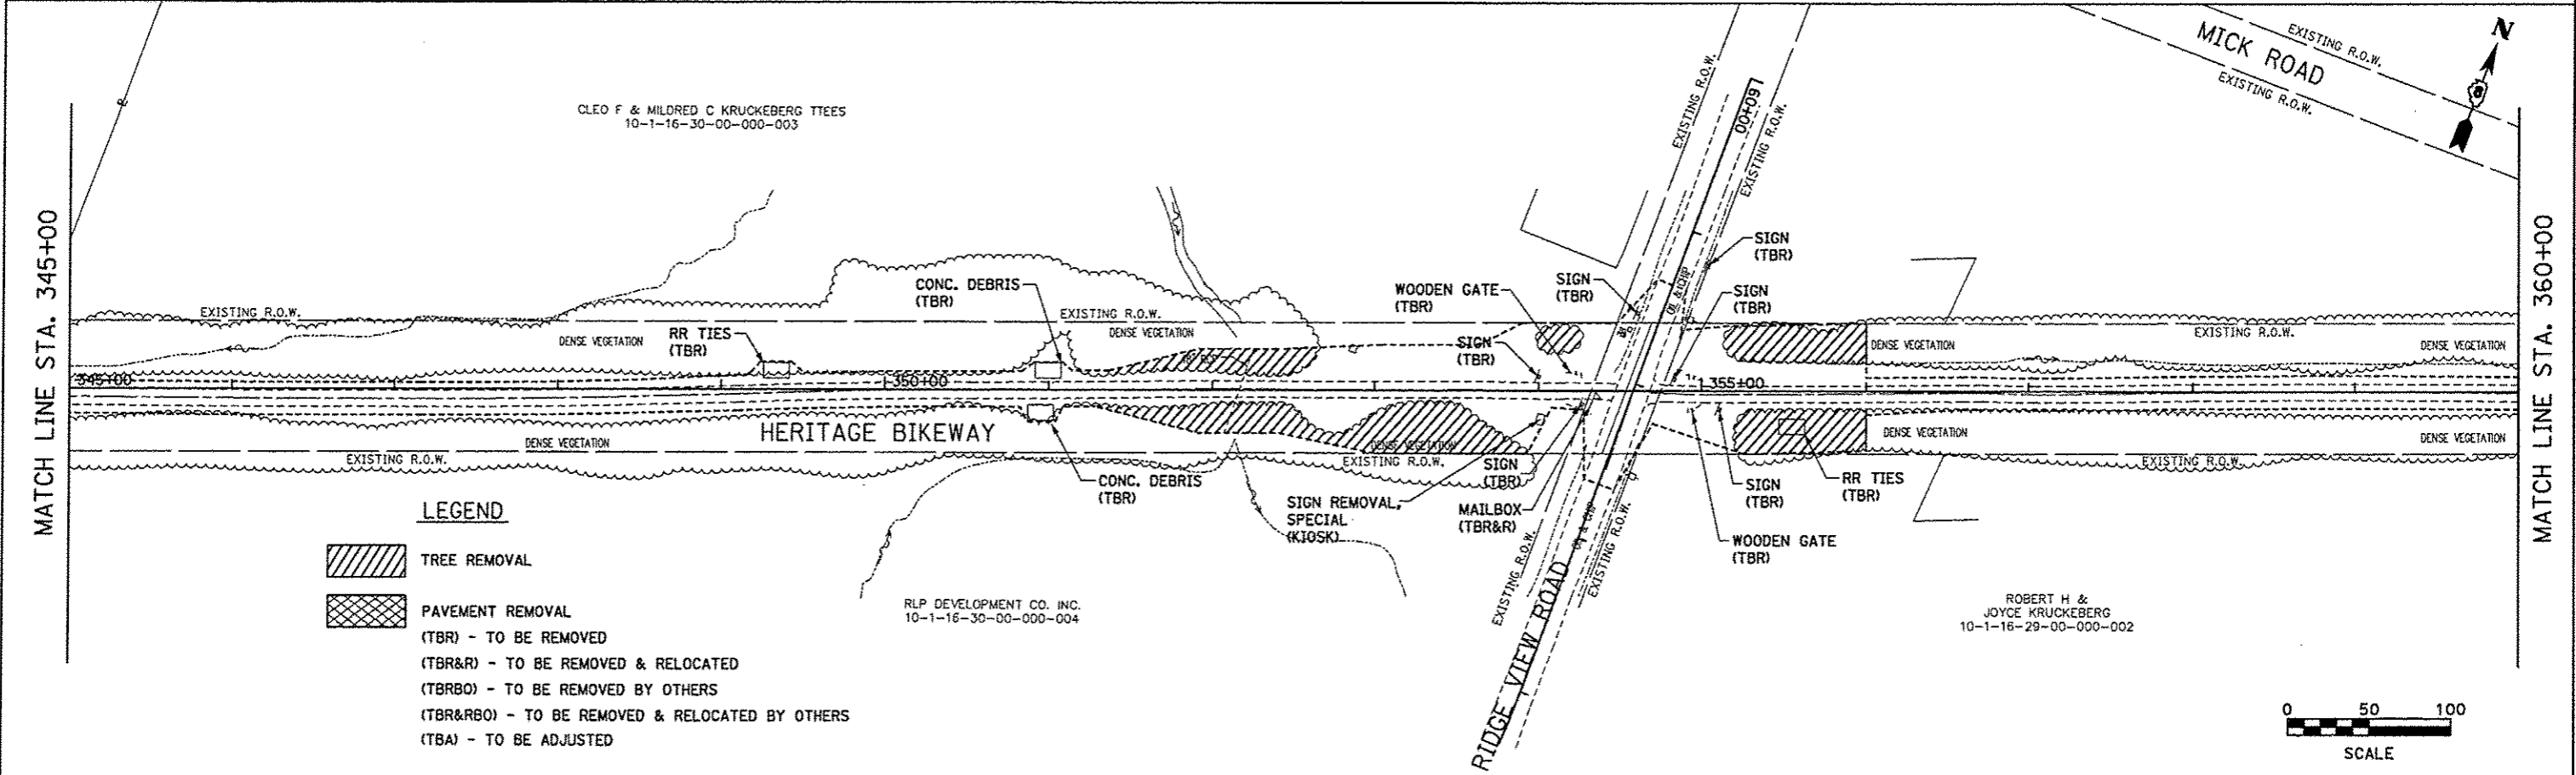 MICK ROAD
EXISTING R.O.W.
EXISTING R.O.W.
N
CLEO F & MILDRED C KRUCKEBERG TTEES
10-1-16-30-00-000-003
EXISTING R.O.W.
160+00
EXISTING R.O.W.
MATCH LINE STA. 345+00
MATCH LINE STA. 360+00
SIGN
(TBR)
CONC. DEBRIS
(TBR)
WOODEN GATE
(TBR)
SIGN
(TBR)
SIGN
(TBR)
EXISTING R.O.W.
EXISTING R.O.W.
EXISTING R.O.W.
DENSE VEGETATION
RR TIES
(TBR)
DENSE VEGETATION
SIGN
(TBR)
DENSE VEGETATION
DENSE VEGETATION
345+00
350+00
355+00
HERITAGE BIKEWAY
DENSE VEGETATION
DENSE VEGETATION
DENSE VEGETATION
DENSE VEGETATION
EXISTING R.O.W.
EXISTING R.O.W.
EXISTING R.O.W.
CONC. DEBRIS
(TBR)
SIGN
(TBR)
SIGN REMOVAL,
SPECIAL
(KIOSK)
MAILBOX
(TBR&R)
SIGN
(TBR)
RR TIES
(TBR)
WOODEN GATE
(TBR)
EXISTING R.O.W.
EXISTING R.O.W.
RIDGE VIEW ROAD
LEGEND
TREE REMOVAL
PAVEMENT REMOVAL
(TBR) - TO BE REMOVED
(TBR&R) - TO BE REMOVED & RELOCATED
(TBRBO) - TO BE REMOVED BY OTHERS
(TBR&RBO) - TO BE REMOVED & RELOCATED BY OTHERS
(TBA) - TO BE ADJUSTED
RLP DEVELOPMENT CO. INC.
10-1-16-30-00-000-004
ROBERT H &
JOYCE KRUCKEBERG
10-1-16-29-00-000-002
0 50 100
SCALE